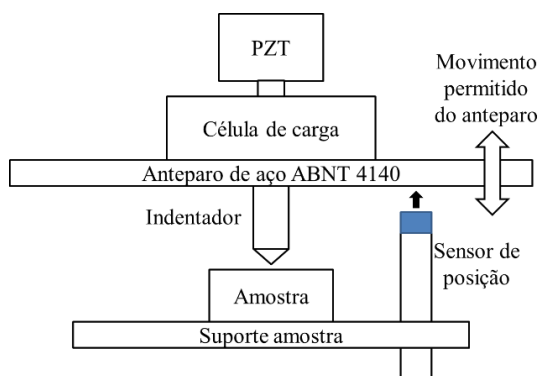 PZT
Movimento
permitido
do anteparo
Célula de carga
Anteparo de aço ABNT 4140
Indentador
Sensor de
posição
Amostra
Suporte amostra